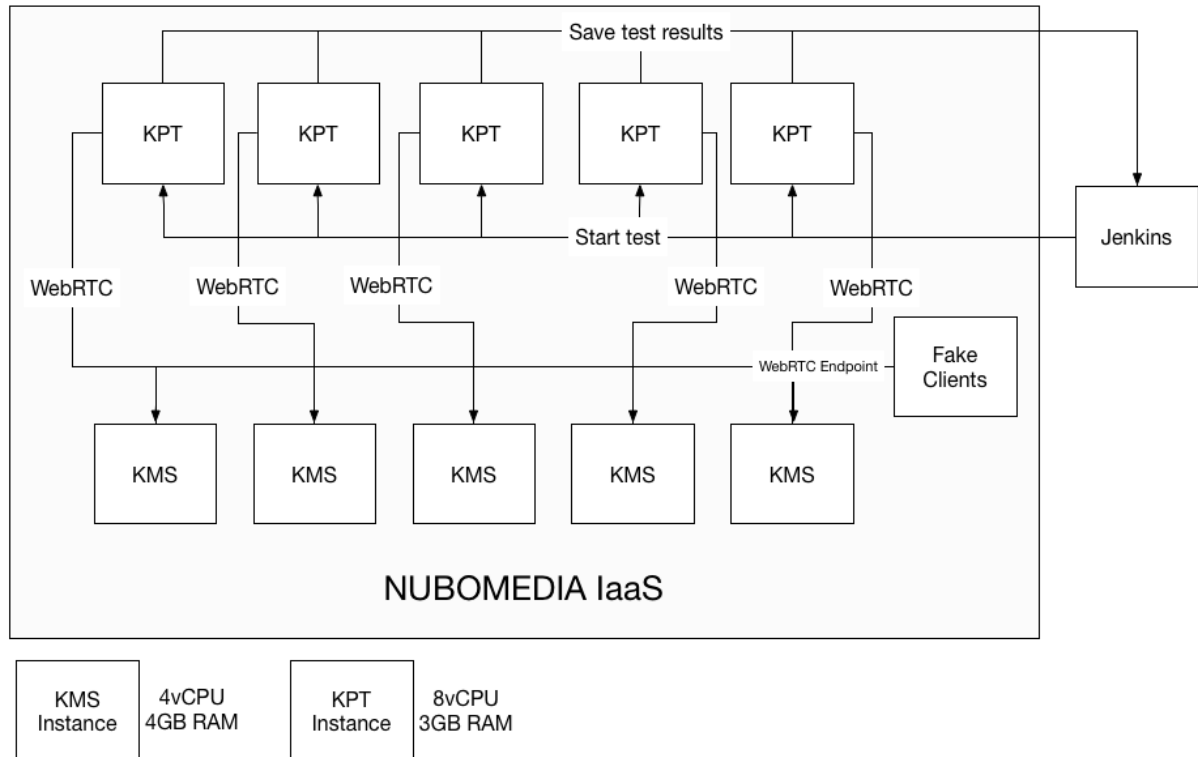 Save test results
KPT
KPT
KPT
KPT
KPT
Start test
Jenkins
WebRTC
WebRTC
WebRTC
WebRTC
WebRTC
Fake
Clients
WebRTC Endpoint
KMS
KMS
KMS
KMS
KMS
NUBOMEDIA IaaS
KMS
Instance
4vCPU
4GB RAM
KPT
Instance
8vCPU
3GB RAM